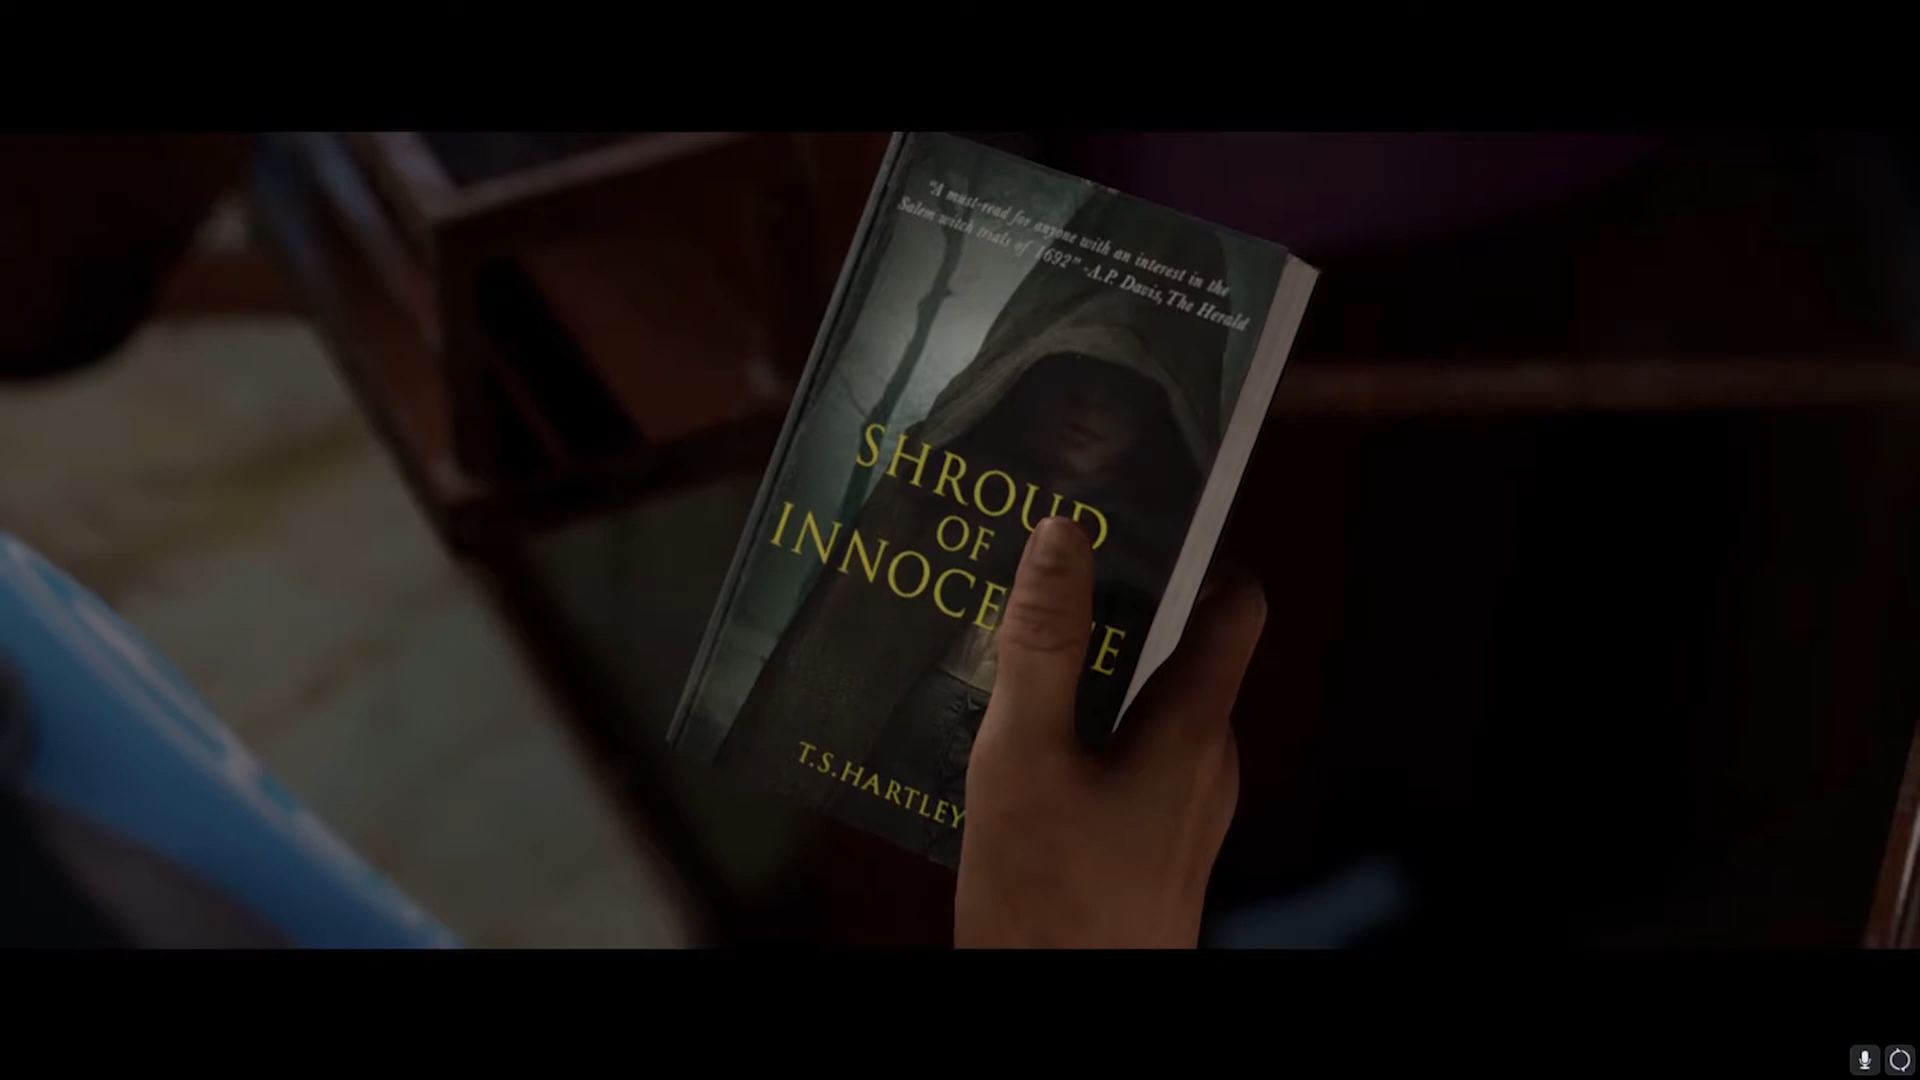 "A must-read for anyone with an interest in the
Salem witch trials of 1692" -A.P. Davis, The Herald
SHROUD
OF
INNOCE E
T.S.HARTLEY